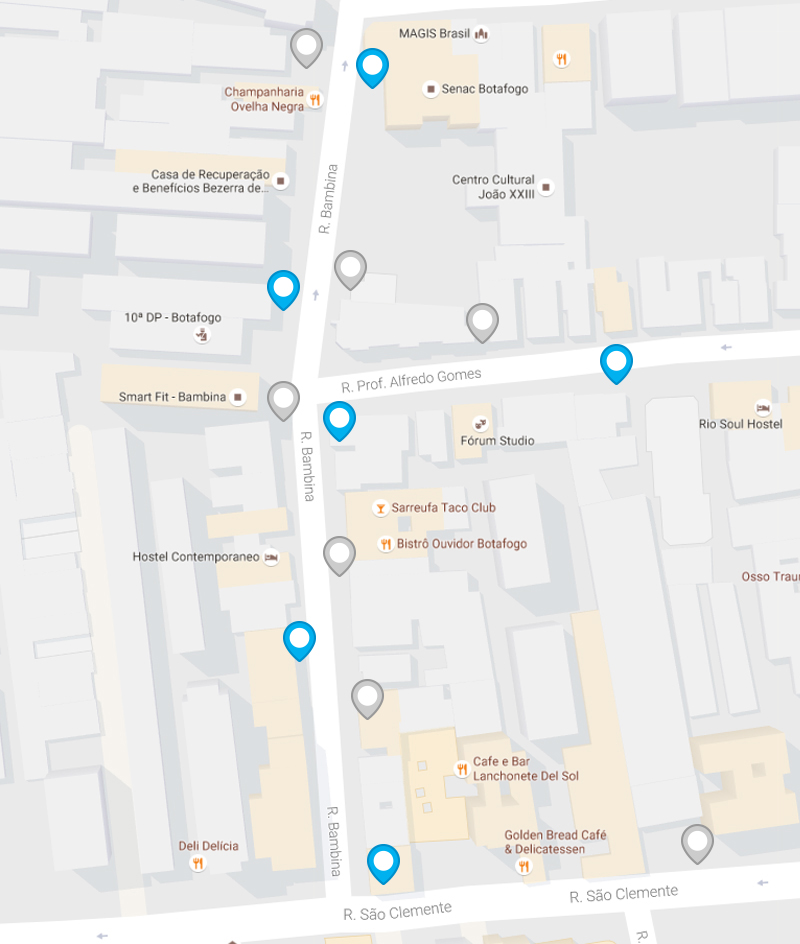 MAGIS Brasil
Senac Botafogo
Champanharia
Ovelha Negra
Casa de Recuperação
e Benefícios Bezerra de...
Centro Cultural
João XXIII
R. Bambina
10ª DP - Botafogo
R. Prof. Alfredo Gomes
Smart Fit - Bambina
Rio Soul Hostel
Fórum Studio
R. Bambina
Sarreufa Taco Club
Bistrô Ouvidor Botafogo
Hostel Contemporaneo
Osso Trau
Cafe e Bar
Lanchonete Del Sol
R. Bambina
Deli Delícia
Golden Bread Café
& Delicatessen
R. São Clemente
R. São Clemente
R.